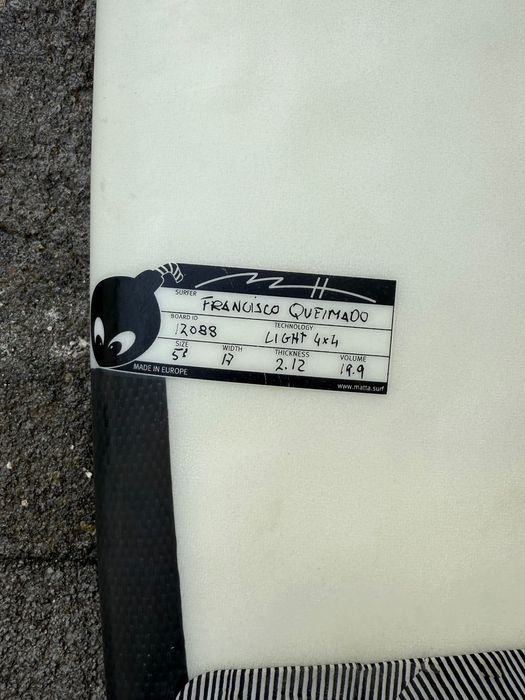 SURFER
FRANCISCO QUEIMADO
BOARD ID TECHNOLOGY
12088 LIGHT 4x4
SIZE WIDTH THICKNESS VOLUME
17 2.12 19.9
MADE IN EUROPE www.matta.surf